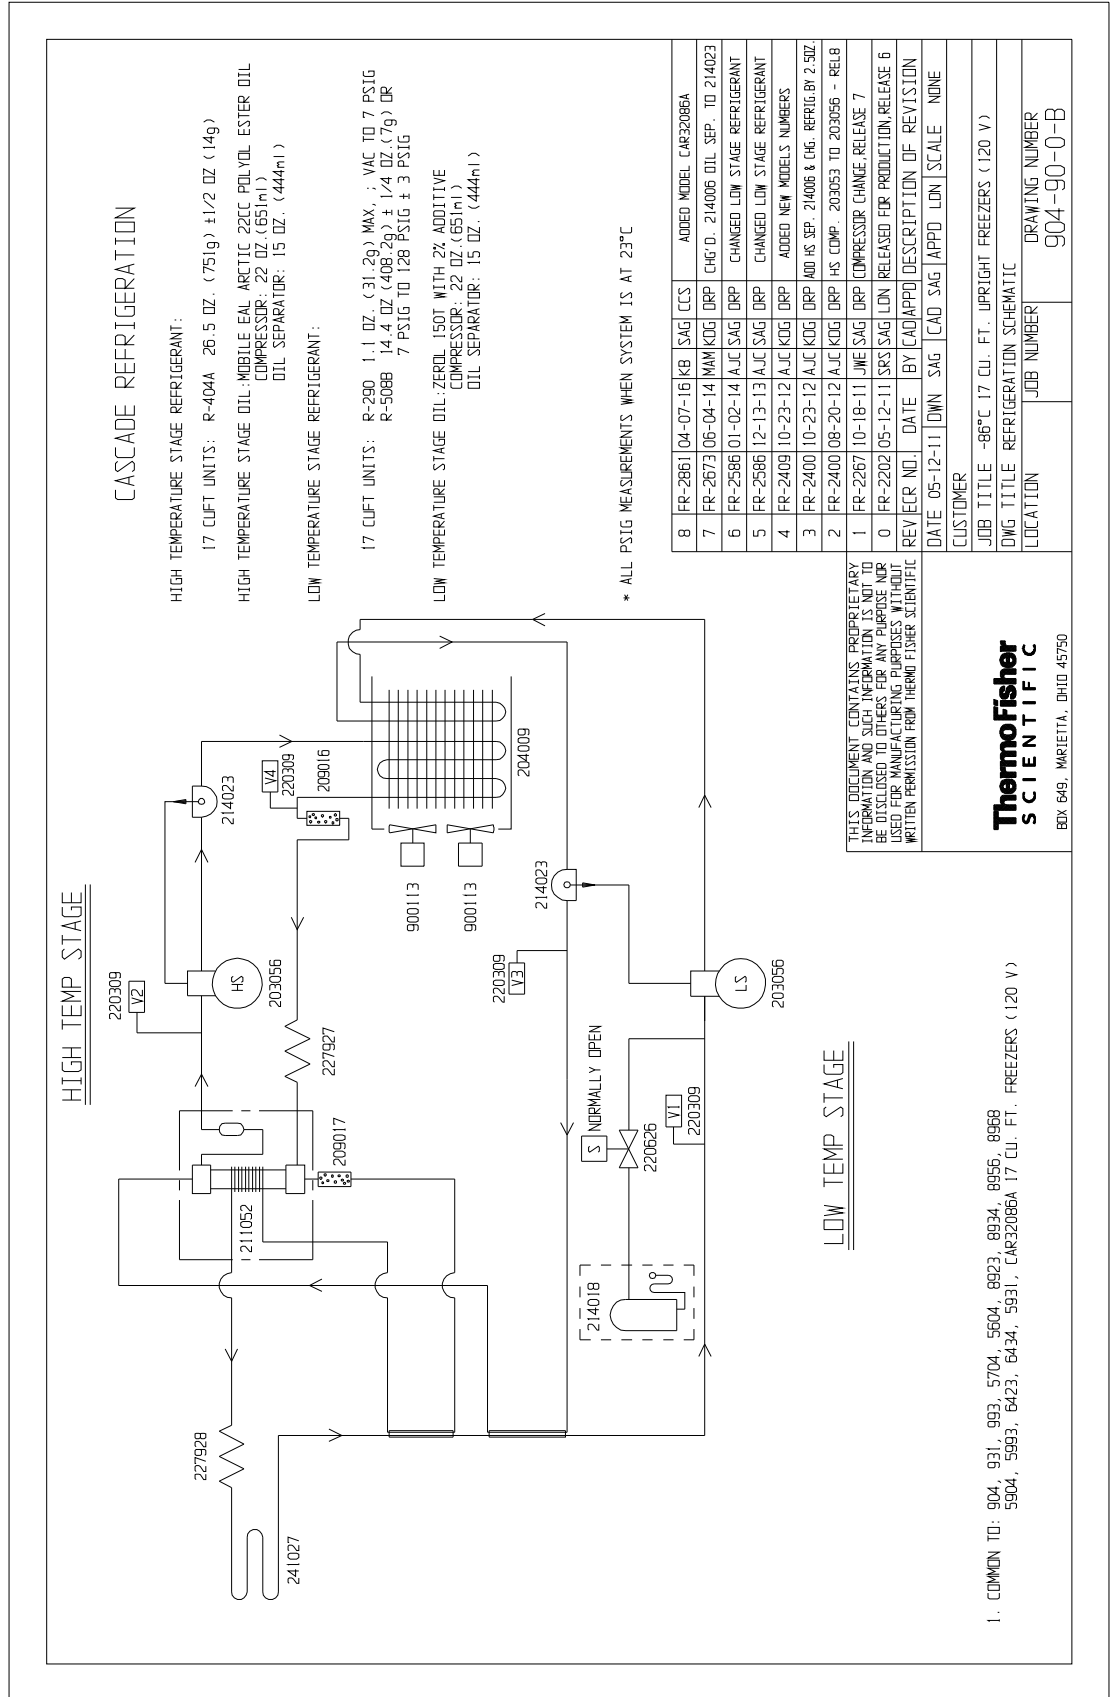 CASCADE REFRIGERATION
HIGH TEMPERATURE STAGE REFRIGERANT:
17 CUFT UNITS: R-404A 26.5 OZ. (751g) ±1/2 OZ (14g)
HIGH TEMPERATURE STAGE OIL:MOBILE EAL ARCTIC 22CC POLYOL ESTER OIL
COMPRESSOR: 22 OZ.(651ml)
OIL SEPARATOR: 15 OZ. (444ml)
LOW TEMPERATURE STAGE REFRIGERANT:
17 CUFT UNITS: R-290 1.1 OZ. (31.2g) MAX, ; VAC TO 7 PSIG
R-508B 14.4 OZ (408.2g) ± 1/4 OZ.(7g) OR
7 PSIG TO 128 PSIG ± 3 PSIG
LOW TEMPERATURE STAGE OIL:ZEROL 150T WITH 2% ADDITIVE
COMPRESSOR: 22 OZ.(651ml)
OIL SEPARATOR: 15 OZ. (444ml)
* ALL PSIG MEASUREMENTS WHEN SYSTEM IS AT 23°C
HIGH TEMP STAGE
220309
V2
HS
203056
214023
V4
220309
209016
204009
900113
900113
227927
209017
211052
227928
241027
214023
220309
V3
LS
203056
S
NORMALLY OPEN
220626
V1
220309
214018
LOW TEMP STAGE
1. COMMON TO: 904, 931, 993, 5704, 5604, 8923, 8934, 8956, 8968
5904, 5993, 6423, 6434, 5931, CAR32086A 17 CU. FT. FREEZERS (120 V)
8 FR-2861 04-07-16 KB SAG CCS ADDED MODEL CAR32086A
7 FR-2673 06-04-14 MAM KDG DRP CHG'D. 214006 OIL SEP. TO 214023
6 FR-2586 01-02-14 AJC SAG DRP CHANGED LOW STAGE REFRIGERANT
5 FR-2586 12-13-13 AJC SAG DRP CHANGED LOW STAGE REFRIGERANT
4 FR-2409 10-23-12 AJC KDG DRP ADDED NEW MODELS NUMBERS
3 FR-2400 10-23-12 AJC KDG DRP ADD HS SEP. 214006 & CHG. REFRIG.BY 2.5OZ.
2 FR-2400 08-20-12 AJC KDG DRP HS COMP. 203053 TO 203056 - REL8
1 FR-2267 10-18-11 JWE SAG DRP COMPRESSOR CHANGE,RELEASE 7
0 FR-2202 05-12-11 SRS SAG LDN RELEASED FOR PRODUCTION,RELEASE 6
REV ECR NO. DATE BY CAD APPD DESCRIPTION OF REVISION
DATE 05-12-11 DWN SAG CAD SAG APPD LDN SCALE NONE
CUSTOMER
JOB TITLE -86°C 17 CU. FT. UPRIGHT FREEZERS (120 V)
DWG TITLE REFRIGERATION SCHEMATIC
LOCATION JOB NUMBER DRAWING NUMBER
904-90-0-B
THIS DOCUMENT CONTAINS PROPRIETARY
INFORMATION AND SUCH INFORMATION IS NOT TO
BE DISCLOSED TO OTHERS FOR ANY PURPOSE NOR
USED FOR MANUFACTURING PURPOSES WITHOUT
WRITTEN PERMISSION FROM THERMO FISHER SCIENTIFIC
ThermoFisher
SCIENTIFIC
BOX 649, MARIETTA, OHIO 45750